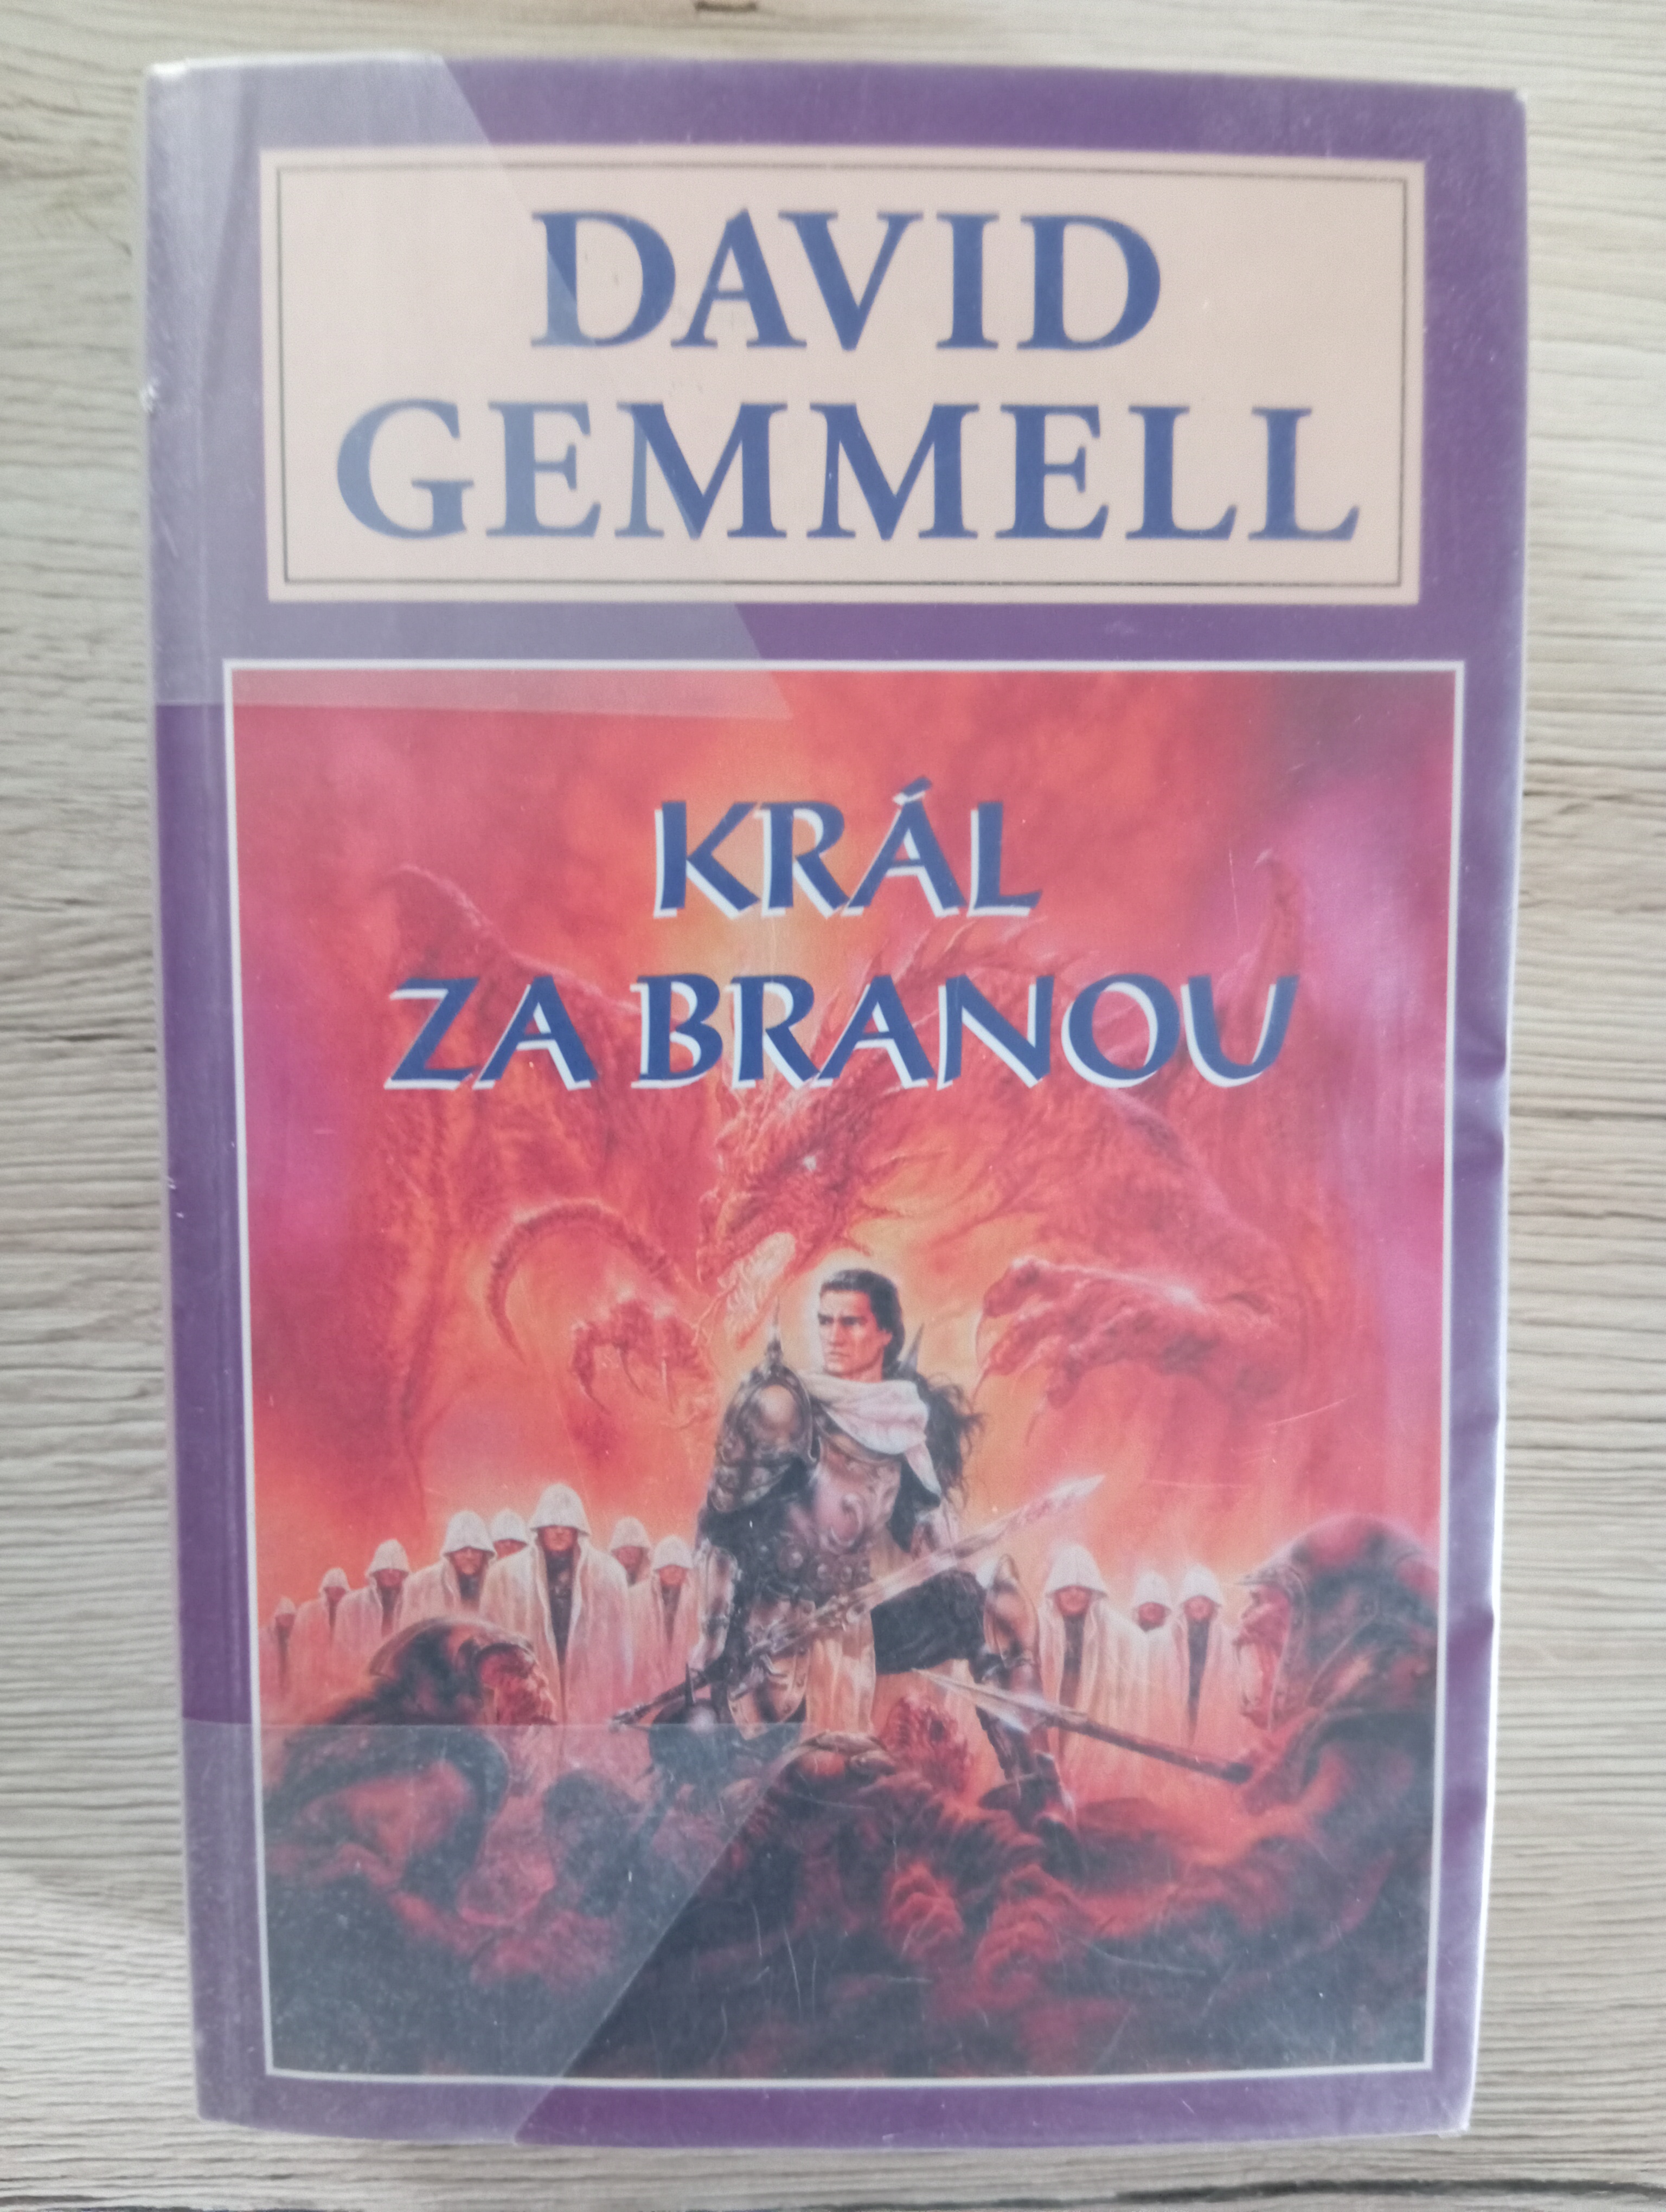 DAVID
GEMMELL
KRÁL
ZA BRANOU